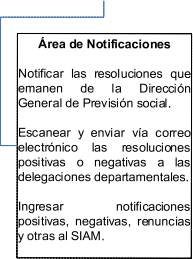 Área de Notificaciones
Notificar las resoluciones que
emanen de la Dirección
General de Previsión social.
Escanear y enviar vía correo
electrónico las resoluciones
positivas o negativas a las
delegaciones departamentales.
Ingresar notificaciones
positivas, negativas, renuncias
y otras al SIAM.